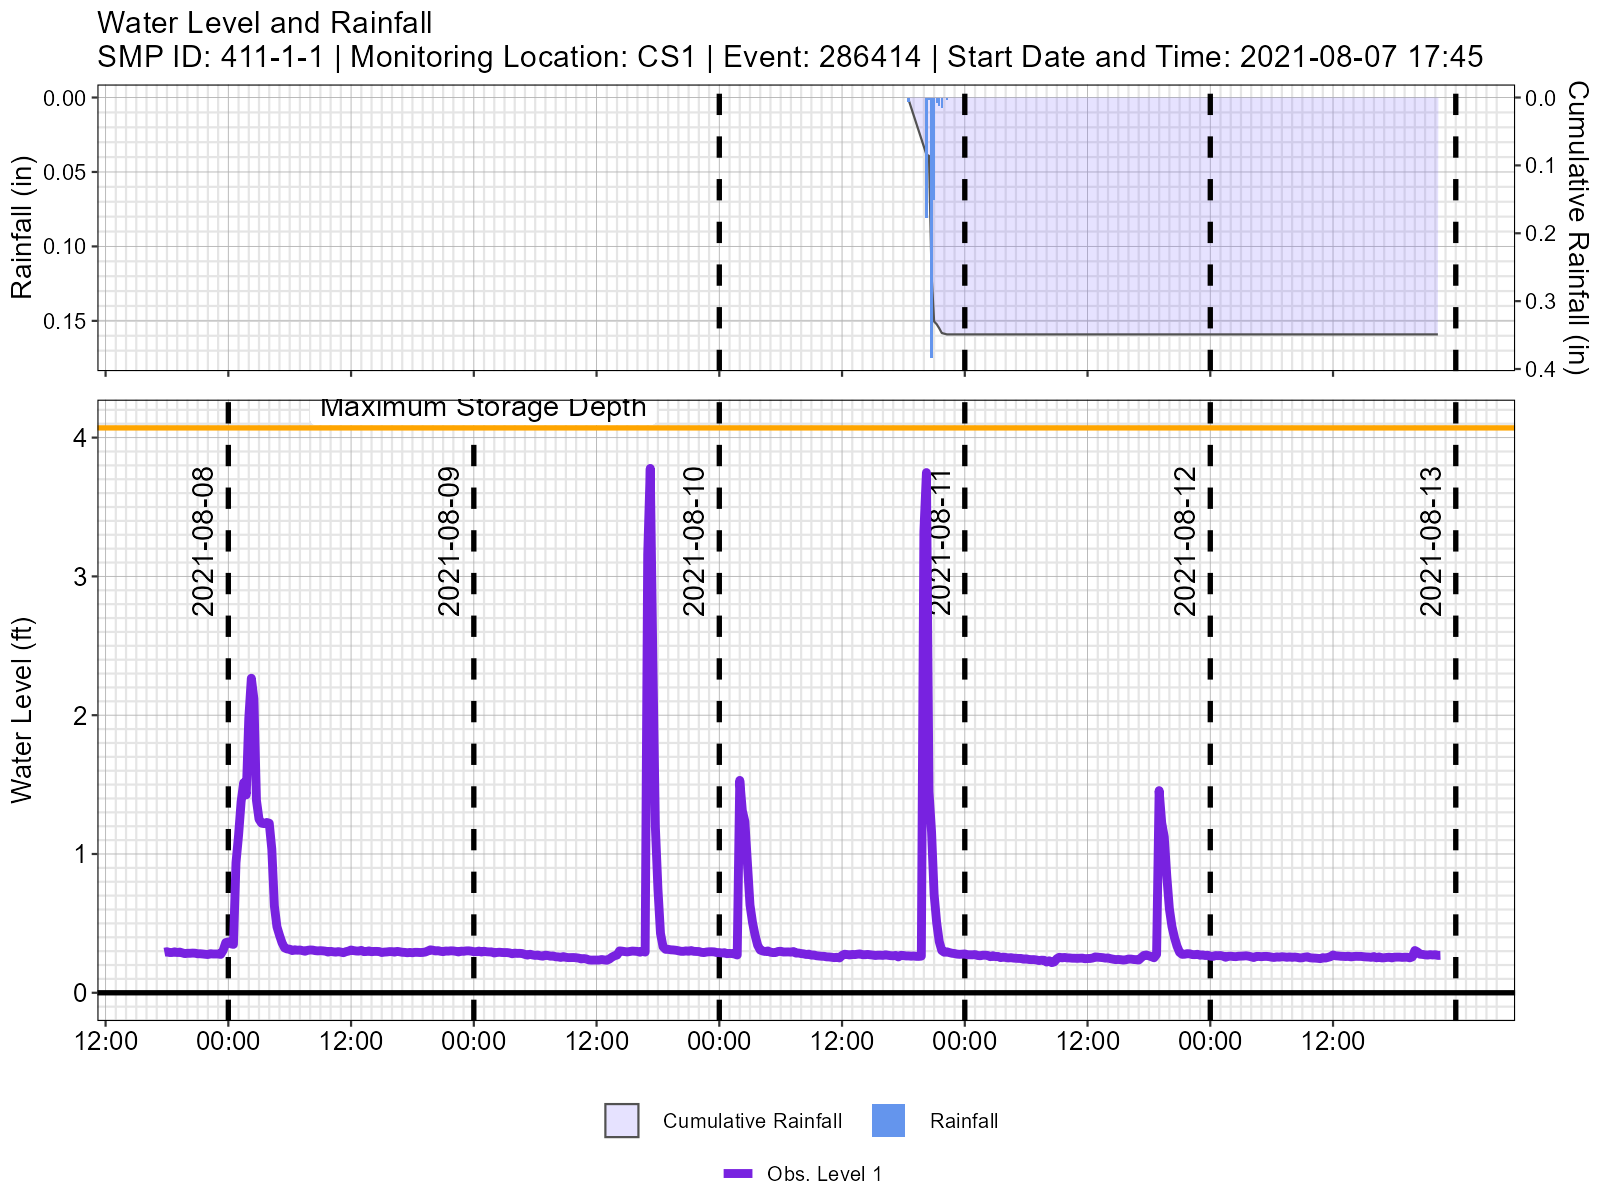 Water Level and Rainfall
SMP ID: 411-1-1 | Monitoring Location: CS1 | Event: 286414 | Start Date and Time: 2021-08-07 17:45
Rainfall (in)
0.00
0.05
0.10
0.15
0.0
0.1
0.2
0.3
0.4
Cumulative Rainfall (in)
Maximum Storage Depth
Water Level (ft)
4
3
2
1
0
2021-08-08
2021-08-09
2021-08-10
2021-08-11
2021-08-12
2021-08-13
12:00 00:00 12:00 00:00 12:00 00:00 12:00 00:00 12:00 00:00 12:00
Cumulative Rainfall Rainfall
Obs. Level 1